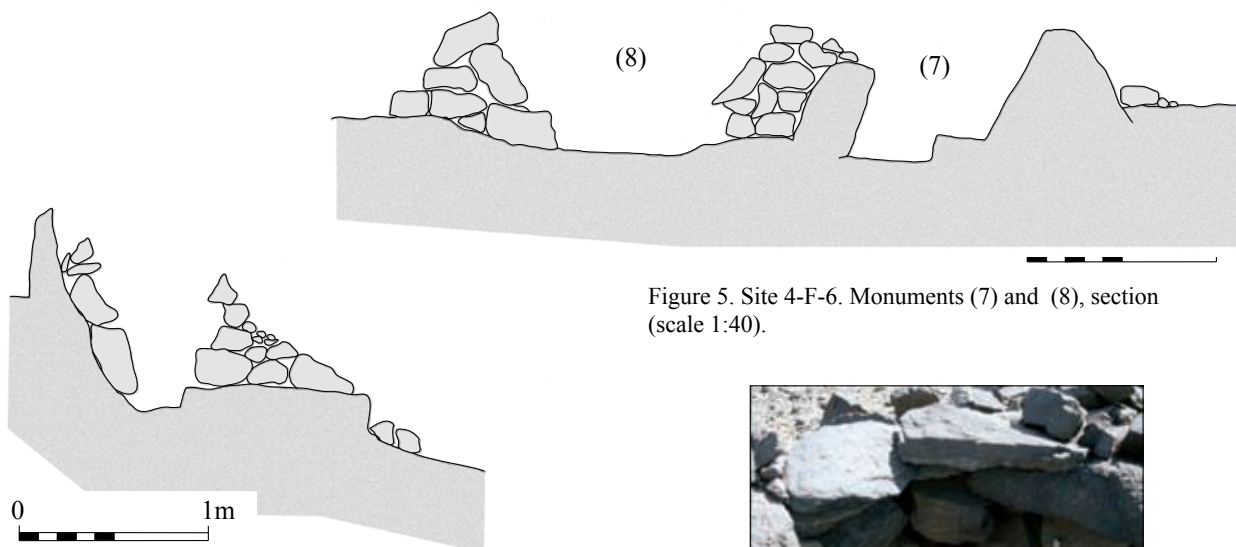 (8)
(7)
Figure 5. Site 4-F-6. Monuments (7) and (8), section
(scale 1:40).
0 1m